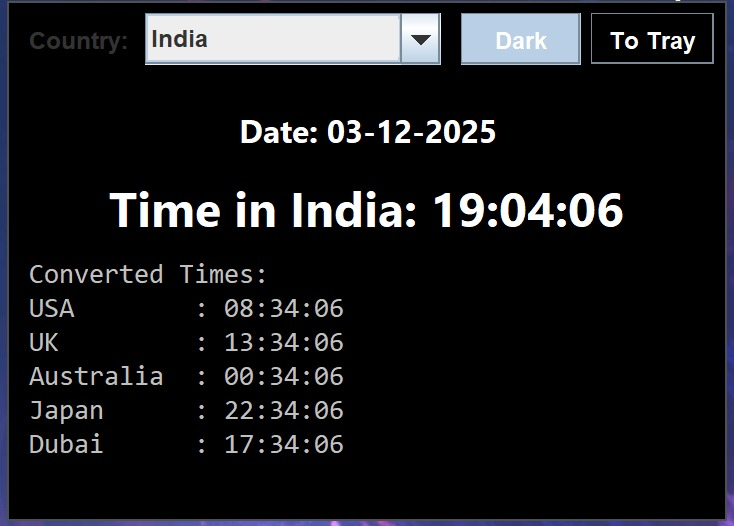 Country: India Dark To Tray
Date: 03-12-2025
Time in India: 19:04:06
Converted Times:
USA : 08:34:06
UK : 13:34:06
Australia : 00:34:06
Japan : 22:34:06
Dubai : 17:34:06